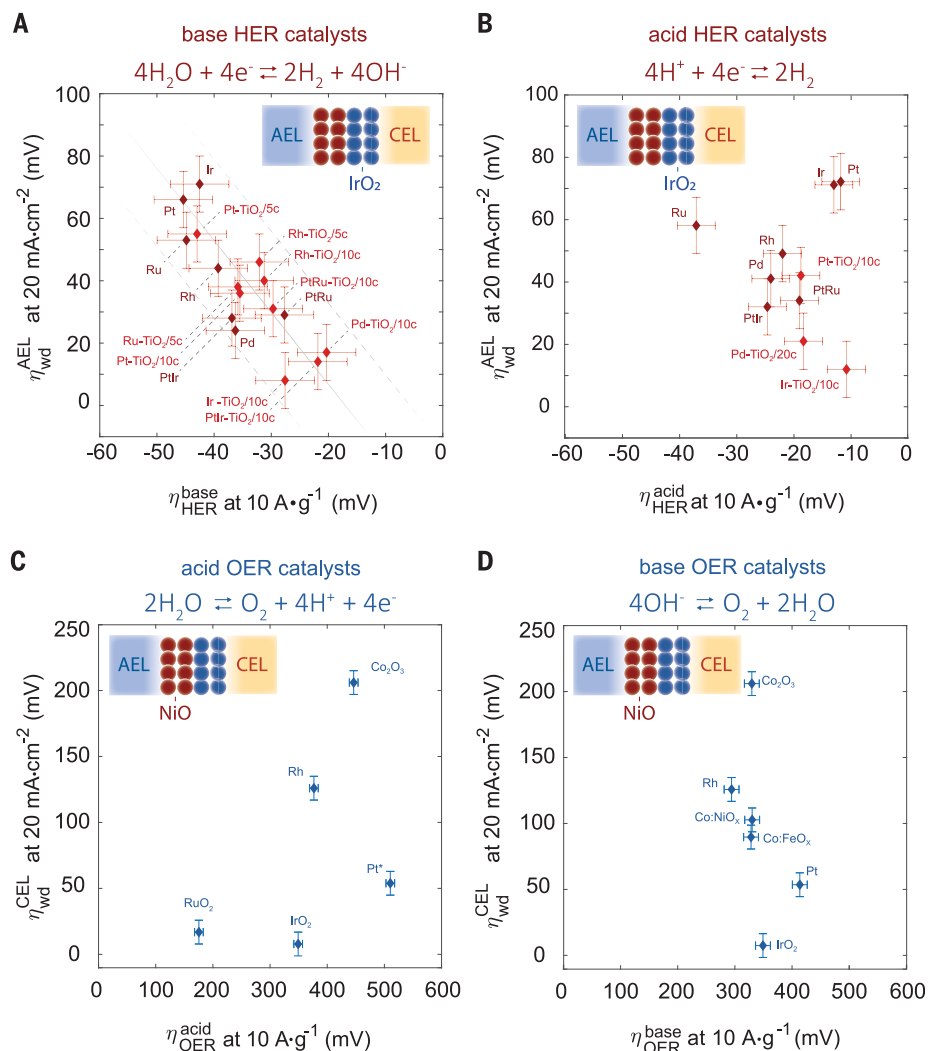 A
base HER catalysts
4H₂O + 4e⁻ ⇌ 2H₂ + 4OH⁻
η_wd^AEL at 20 mA·cm⁻² (mV)
100
80
60
40
20
0
AEL
CEL
IrO₂
Ir
Pt
Pt-TiO₂/5c
Rh-TiO₂/5c
Rh-TiO₂/10c
Ru
PtRu-TiO₂/10c
Rh
PtRu
Pd-TiO₂/10c
Ru-TiO₂/5c
Pt-TiO₂/10c
Pd
PtIr
Ir -TiO₂/10c
PtIr-TiO₂/10c
-60
-50
-40
-30
-20
-10
0
η_HER^base at 10 A·g⁻¹ (mV)
B
acid HER catalysts
4H⁺ + 4e⁻ ⇌ 2H₂
η_wd^AEL at 20 mA·cm⁻² (mV)
100
80
60
40
20
0
AEL
CEL
IrO₂
Ir
Pt
Ru
Rh
Pd
Pt-TiO₂/10c
PtRu
PtIr
Pd-TiO₂/20c
Ir-TiO₂/10c
-60
-50
-40
-30
-20
-10
0
η_HER^acid at 10 A·g⁻¹ (mV)
C
acid OER catalysts
2H₂O ⇌ O₂ + 4H⁺ + 4e⁻
η_wd^CEL at 20 mA·cm⁻² (mV)
250
200
150
100
50
0
AEL
CEL
NiO
Co₂O₃
Rh
Pt*
RuO₂
IrO₂
0
100
200
300
400
500
600
η_OER^acid at 10 A·g⁻¹ (mV)
D
base OER catalysts
4OH⁻ ⇌ O₂ + 2H₂O
η_wd^CEL at 20 mA·cm⁻² (mV)
250
200
150
100
50
0
AEL
CEL
NiO
Co₂O₃
Rh
Co:NiOₓ
Co:FeOₓ
Pt
IrO₂
0
100
200
300
400
500
600
η_OER^base at 10 A·g⁻¹ (mV)